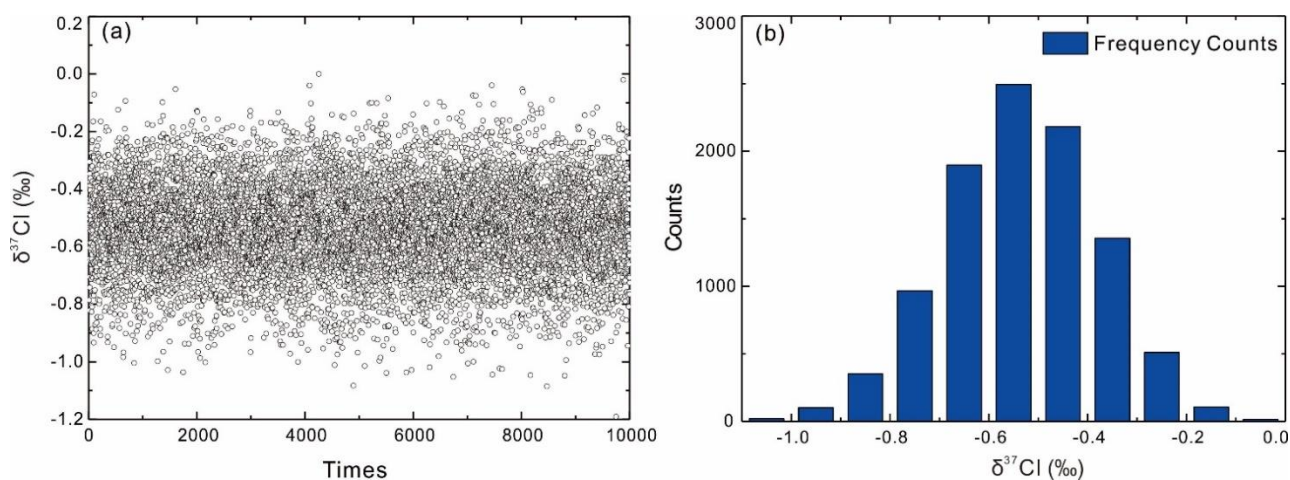 (a)
0.2
0.0
-0.2
-0.4
-0.6
-0.8
-1.0
-1.2
δ³⁷Cl (‰)
0 2000 4000 6000 8000 10000
Times
(b)
Frequency Counts
3000
2000
1000
0
Counts
-1.0 -0.8 -0.6 -0.4 -0.2 0.0
δ³⁷Cl (‰)